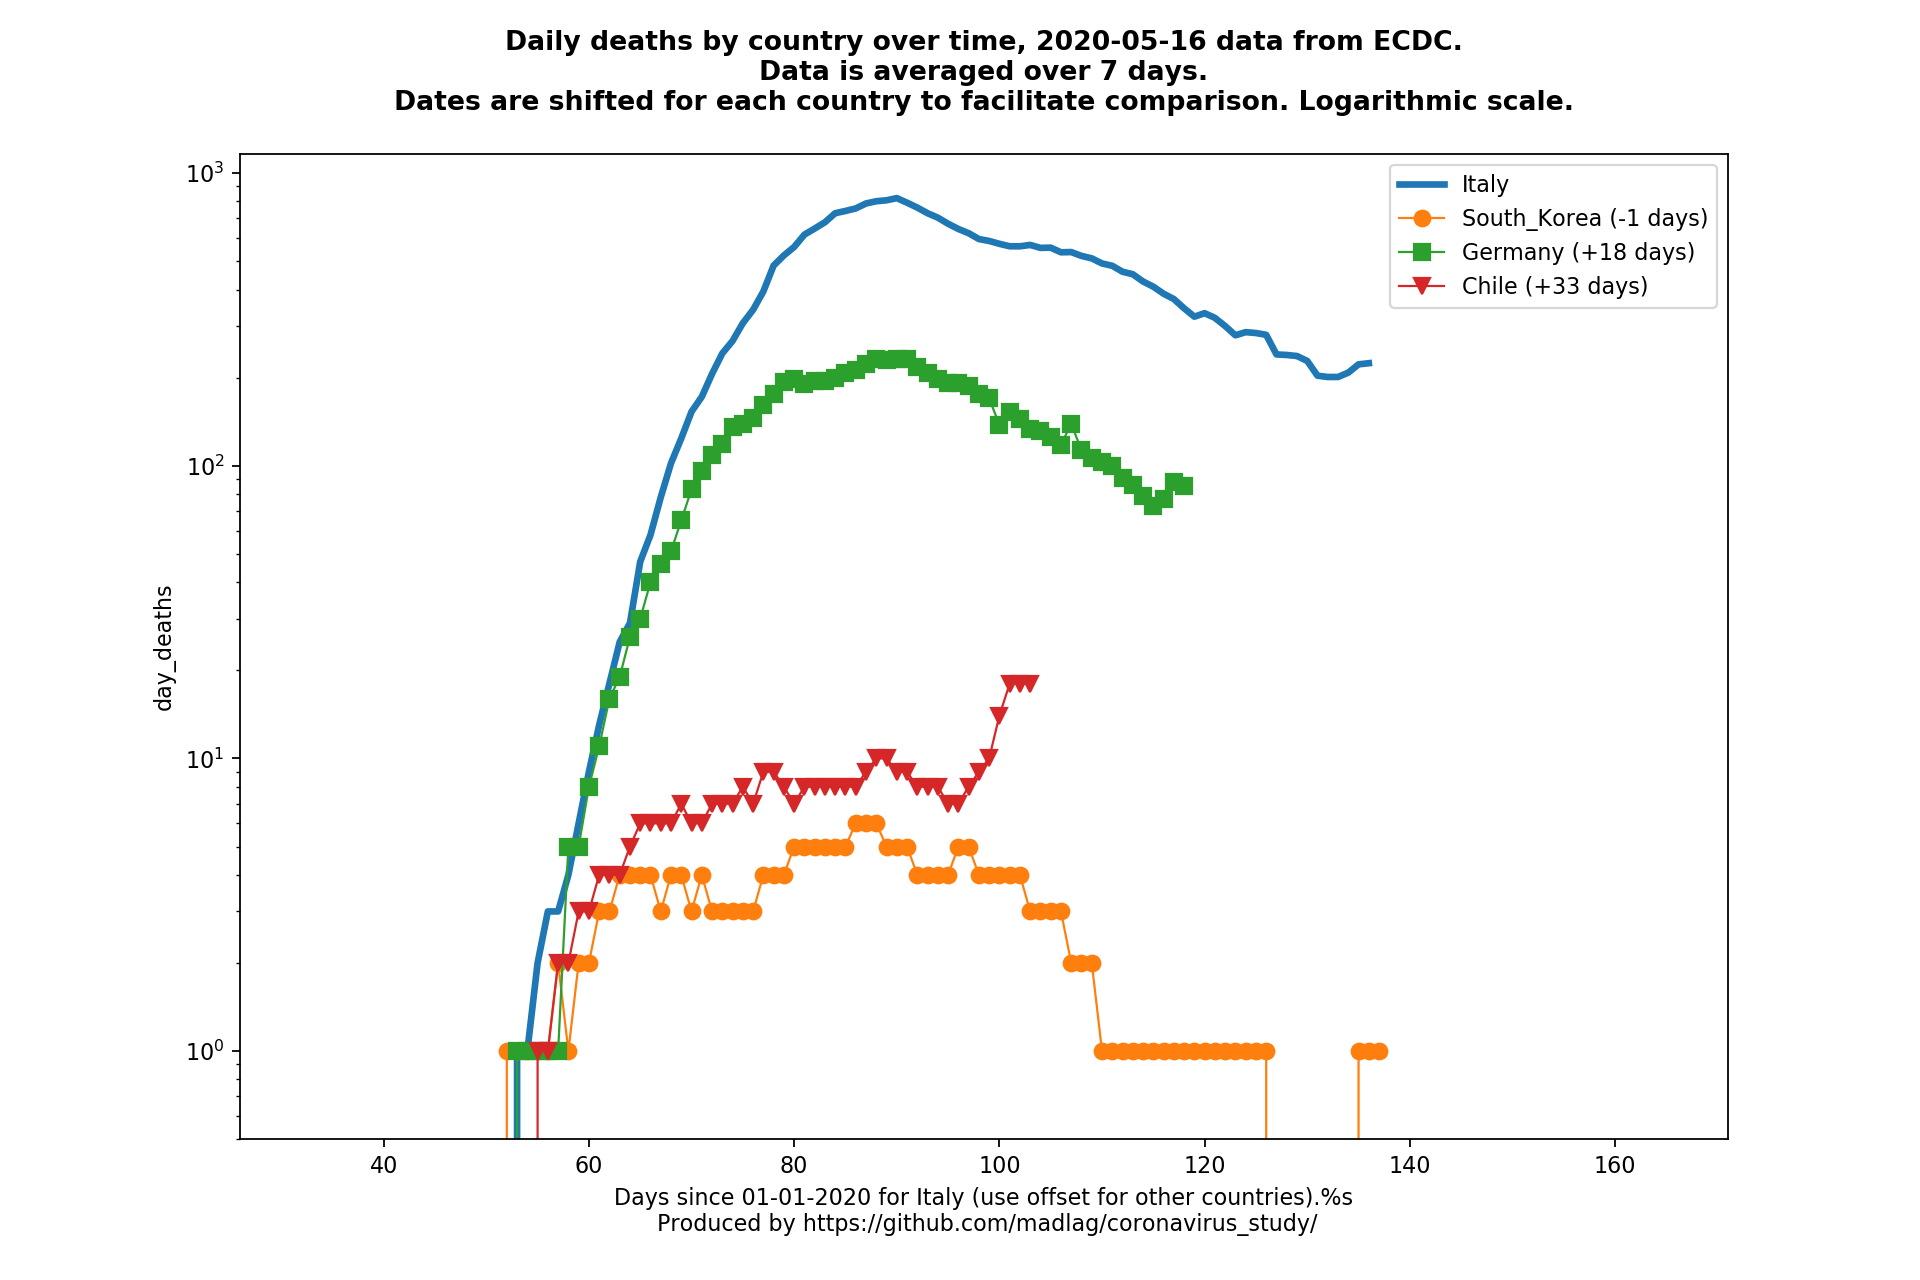 Daily deaths by country over time, 2020-05-16 data from ECDC.
Data is averaged over 7 days.
Dates are shifted for each country to facilitate comparison. Logarithmic scale.
10³
10²
10¹
10⁰
day_deaths
Italy
South_Korea (-1 days)
Germany (+18 days)
Chile (+33 days)
40 60 80 100 120 140 160
Days since 01-01-2020 for Italy (use offset for other countries).%s
Produced by https://github.com/madlag/coronavirus_study/